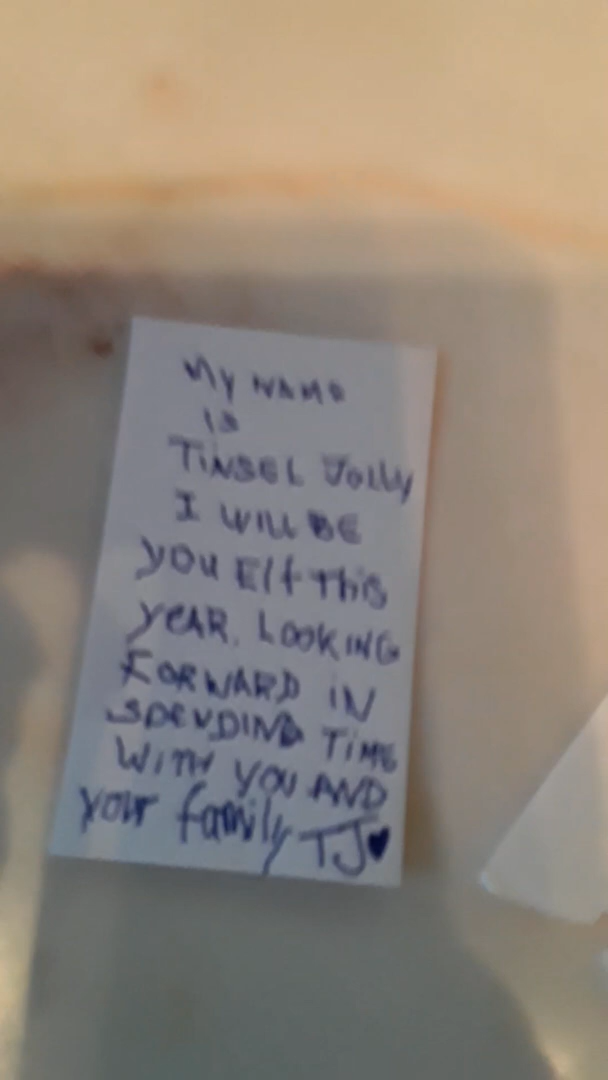 My NAME
IS
TiNSEL JoLLy
I WILL BE
you Elf This
yEAR. LOOKING
FORWARD iN
SPENDING TIME
WITH YOU AND
your family TJ♥